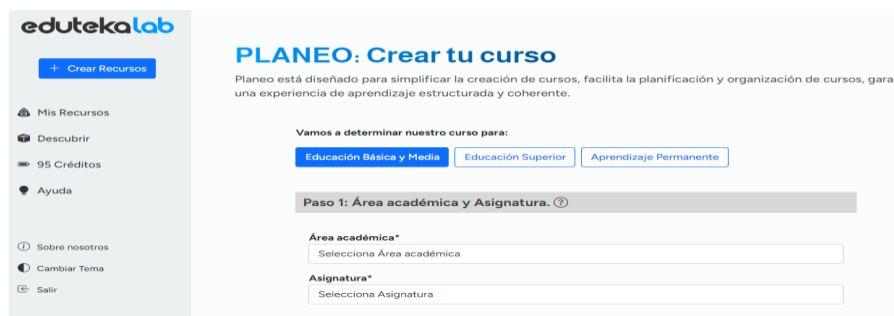 edutekalab
+ Crear Recursos
Mis Recursos
Descubrir
95 Créditos
Ayuda
Sobre nosotros
Cambiar Tema
Salir
PLANEO: Crear tu curso
Planeo está diseñado para simplificar la creación de cursos, facilita la planificación y organización de cursos, gara
una experiencia de aprendizaje estructurada y coherente.
Vamos a determinar nuestro curso para:
Educación Básica y Media Educación Superior Aprendizaje Permanente
Paso 1: Área académica y Asignatura. ?
Área académica*
Selecciona Área académica
Asignatura*
Selecciona Asignatura